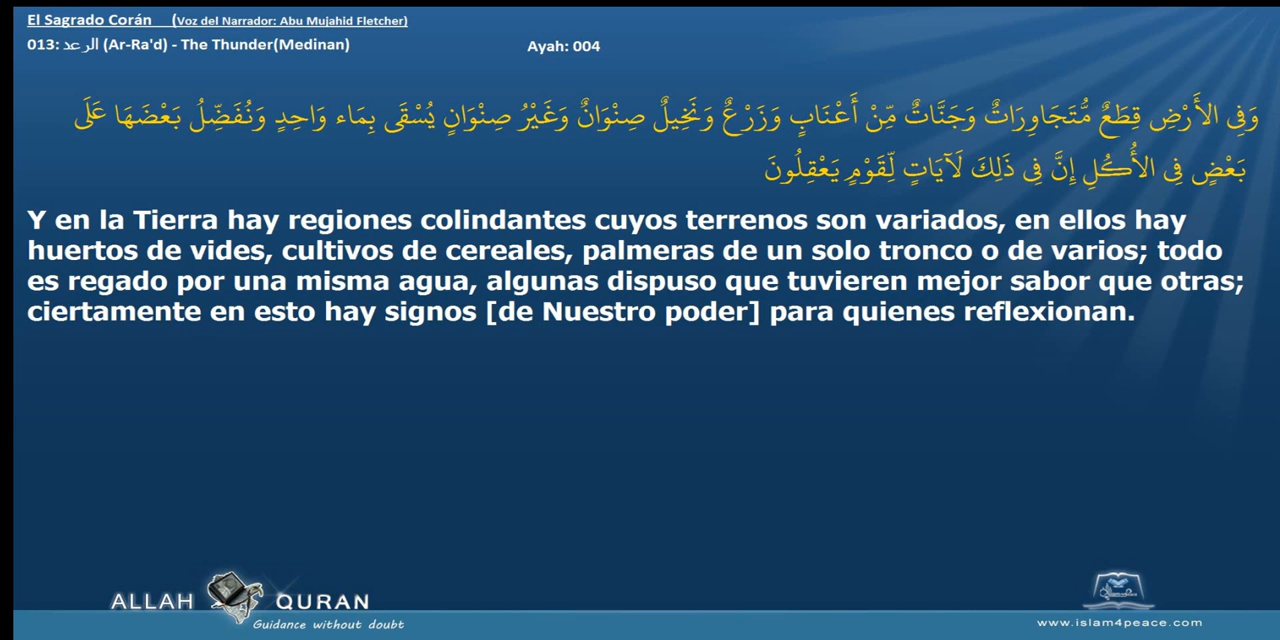 El Sagrado Corán (Voz del Narrador: Abu Mujahid Fletcher)
013: الرعد (Ar-Ra'd) - The Thunder(Medinan) Ayah: 004
وَفِى الأَرْضِ قِطَعٌ مُّتَجَاوِرَاتٌ وَجَنَّاتٌ مِّنْ أَعْنَابٍ وَزَرْعٌ وَنَخِيلٌ صِنْوَانٌ وَغَيْرُ صِنْوَانٍ يُسْقَى بِمَاء وَاحِدٍ وَنُفَضِّلُ بَعْضَهَا عَلَى
بَعْضٍ فِى الأُكُلِ إِنَّ فِى ذَلِكَ لَآيَاتٍ لِّقَوْمٍ يَعْقِلُونَ
Y en la Tierra hay regiones colindantes cuyos terrenos son variados, en ellos hay
huertos de vides, cultivos de cereales, palmeras de un solo tronco o de varios; todo
es regado por una misma agua, algunas dispuso que tuvieren mejor sabor que otras;
ciertamente en esto hay signos [de Nuestro poder] para quienes reflexionan.
ALLAH QURAN
Guidance without doubt
www.islam4peace.com